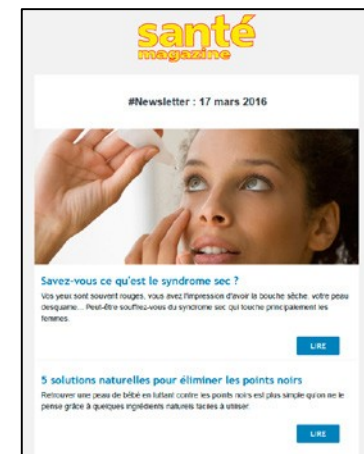 santé
magazine
#Newsletter : 17 mars 2016
Savez-vous ce qu'est le syndrome sec ?
Vos yeux sont souvent rouges, vous avez l'impression d'avoir la bouche sèche, votre peau
desquame... Peut-être souffrez-vous du syndrome sec qui touche principalement les
femmes.
LIRE
5 solutions naturelles pour éliminer les points noirs
Retrouver une peau de bébé en luttant contre les points noirs est plus simple qu'on ne le
pense grâce à quelques ingrédients naturels faciles à utiliser.
LIRE